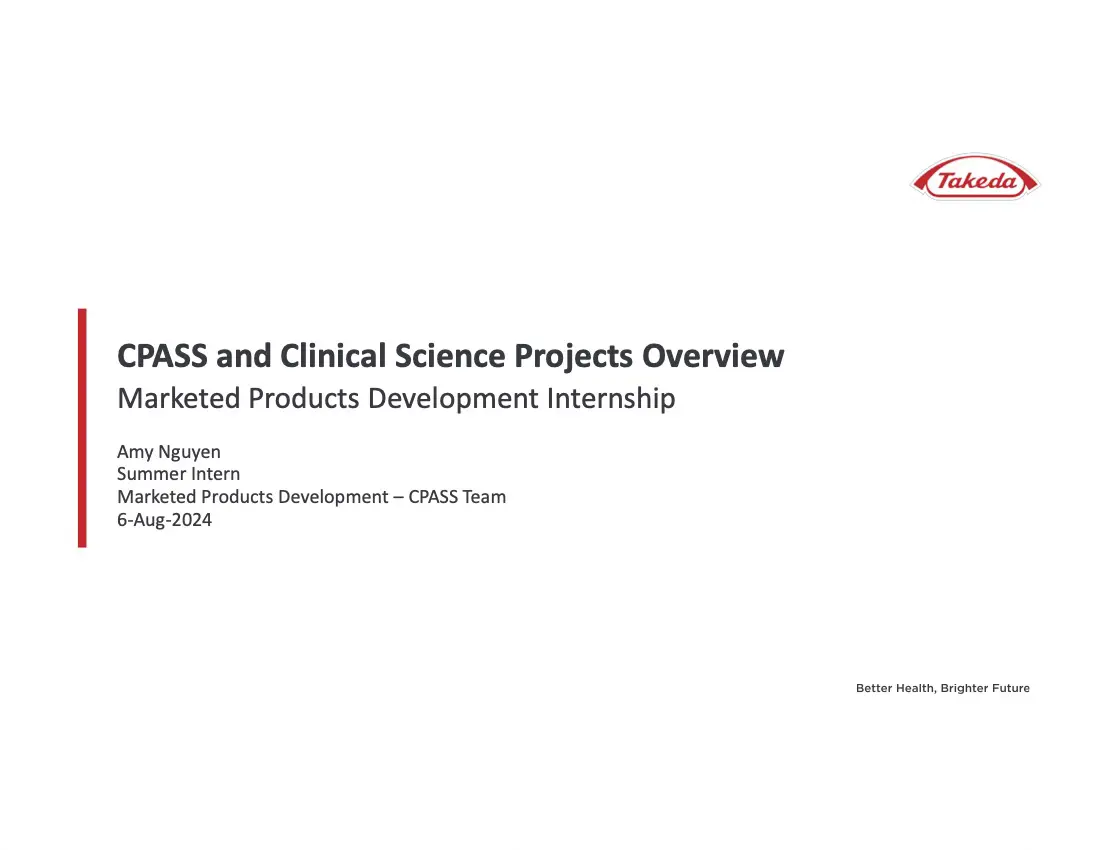 Takeda
CPASS and Clinical Science Projects Overview
Marketed Products Development Internship
Amy Nguyen
Summer Intern
Marketed Products Development – CPASS Team
6-Aug-2024
Better Health, Brighter Future